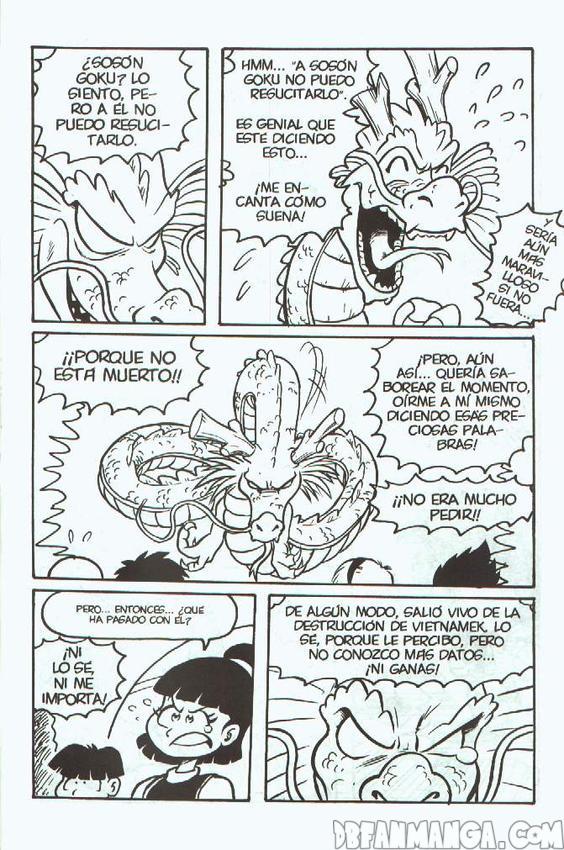 ¿SOSÓN
GOKU? LO
SIENTO, PE-
RO A ÉL NO
PUEDO RESUCI-
TARLO.
HMM... "A SOSÓN
GOKU NO PUEDO
RESUCITARLO".
ES GENIAL QUE
ESTE DICIENDO
ESTO...
¡ME EN-
CANTA CÓMO
SUENA!
SERÍA
AÚN
MÁS
MARAVI-
LLOSO
SI NO
FUERA...
¡¡PORQUE NO
ESTÁ MUERTO!!
¡PERO, AÚN
ASÍ... QUERÍA SA-
BOREAR EL MOMENTO,
OÍRME A MÍ MISMO
DICIENDO ESAS PRE-
CIOSAS PALA-
BRAS!
¡¡NO ERA MUCHO
PEDIR!!
PERO... ENTONCES... ¿QUÉ
HA PASADO CON ÉL?
¡NI
LO SÉ,
NI ME
IMPORTA!
DE ALGÚN MODO, SALIÓ VIVO DE LA
DESTRUCCIÓN DE VIETNAMEK. LO
SÉ, PORQUE LE PERCIBO, PERO
NO CONOZCO MÁS DATOS...
¡NI GANAS!
DBFANMANGA.COM